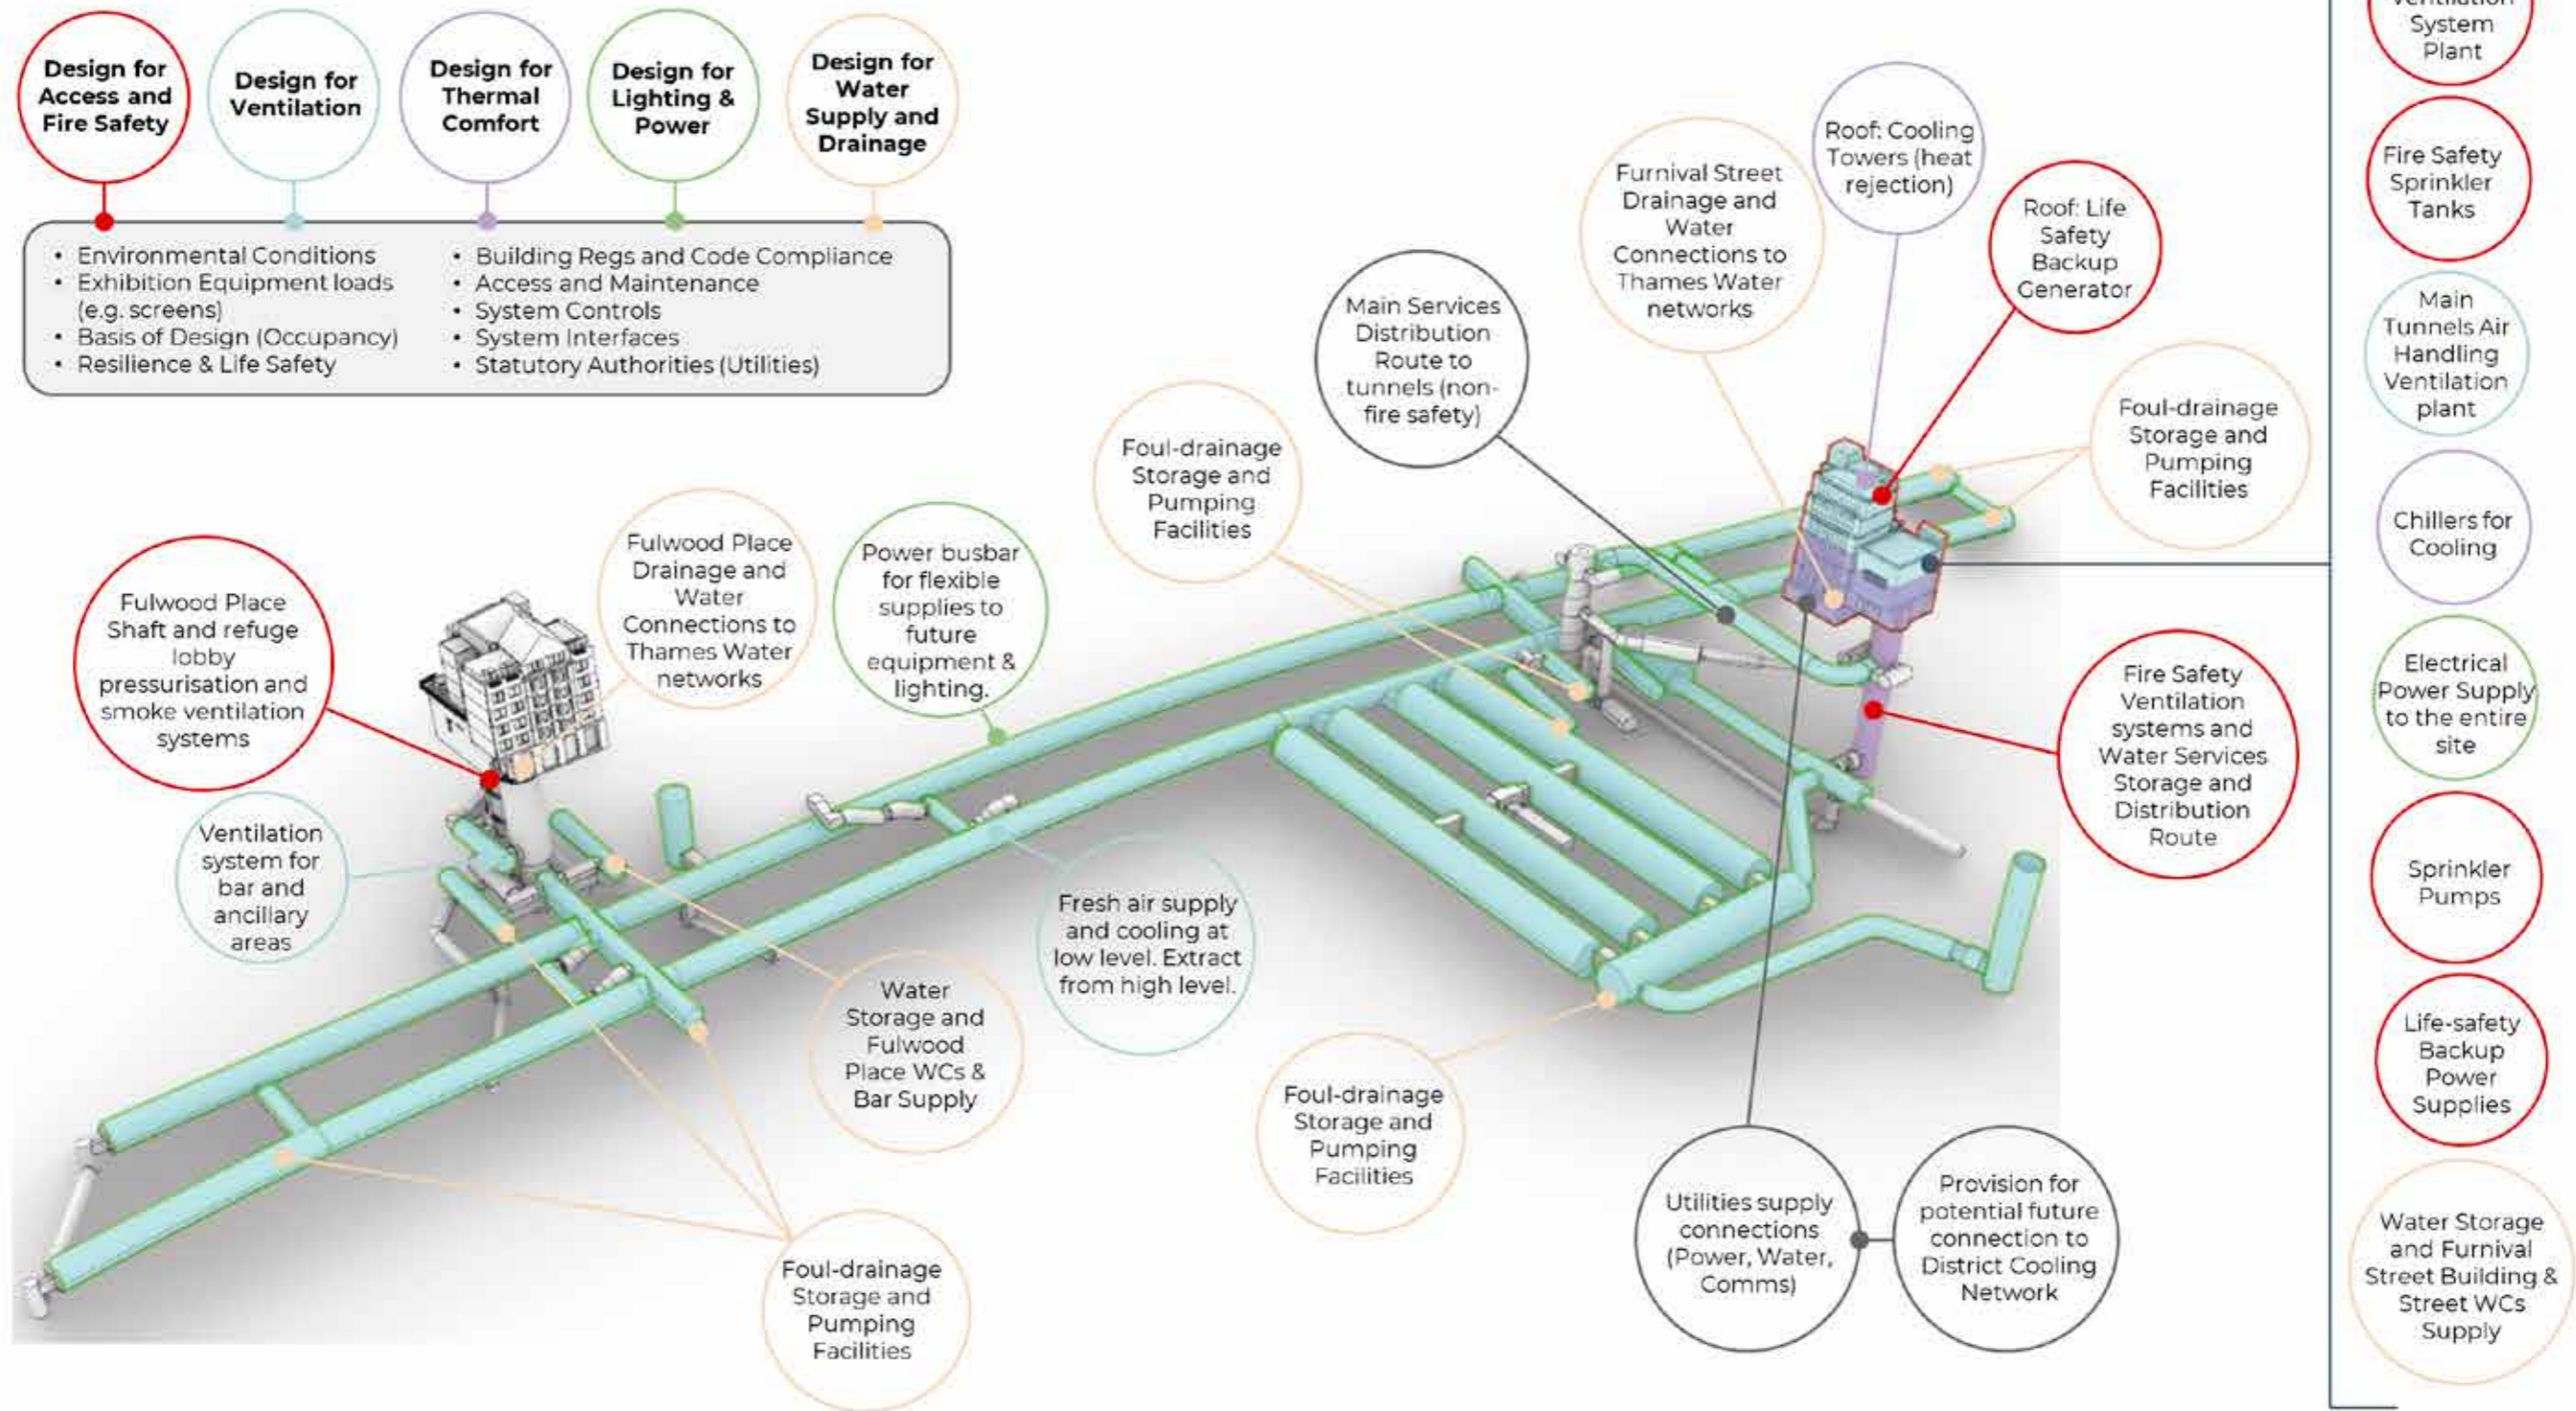 Design for
Access and
Fire Safety
Design for
Ventilation
Design for
Thermal
Comfort
Design for
Lighting &
Power
Design for
Water
Supply and
Drainage
• Environmental Conditions
• Exhibition Equipment loads
(e.g. screens)
• Basis of Design (Occupancy)
• Resilience & Life Safety
• Building Regs and Code Compliance
• Access and Maintenance
• System Controls
• System Interfaces
• Statutory Authorities (Utilities)
Fulwood Place
Shaft and refuge
lobby
pressurisation and
smoke ventilation
systems
Ventilation
system for
bar and
ancillary
areas
Fulwood Place
Drainage and
Water
Connections to
Thames Water
networks
Power busbar
for flexible
supplies to
future
equipment &
lighting.
Foul-drainage
Storage and
Pumping
Facilities
Main Services
Distribution
Route to
tunnels (non-
fire safety)
Furnival Street
Drainage and
Water
Connections to
Thames Water
networks
Roof: Cooling
Towers (heat
rejection)
Roof: Life
Safety
Backup
Generator
Foul-drainage
Storage and
Pumping
Facilities
Fire Safety
Ventilation
systems and
Water Services
Storage and
Distribution
Route
Fresh air supply
and cooling at
low level. Extract
from high level.
Water
Storage and
Fulwood
Place WCs &
Bar Supply
Foul-drainage
Storage and
Pumping
Facilities
Foul-drainage
Storage and
Pumping
Facilities
Utilities supply
connections
(Power, Water,
Comms)
Provision for
potential future
connection to
District Cooling
Network
Ventilation
System
Plant
Fire Safety
Sprinkler
Tanks
Main
Tunnels Air
Handling
Ventilation
plant
Chillers for
Cooling
Electrical
Power Supply
to the entire
site
Sprinkler
Pumps
Life-safety
Backup
Power
Supplies
Water Storage
and Furnival
Street Building &
Street WCs
Supply